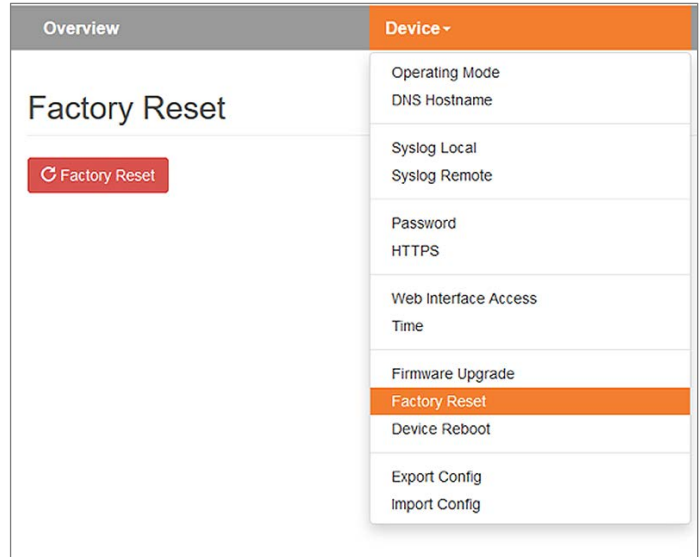 Overview
Device
Factory Reset
Factory Reset
Operating Mode
DNS Hostname
Syslog Local
Syslog Remote
Password
HTTPS
Web Interface Access
Time
Firmware Upgrade
Factory Reset
Device Reboot
Export Config
Import Config